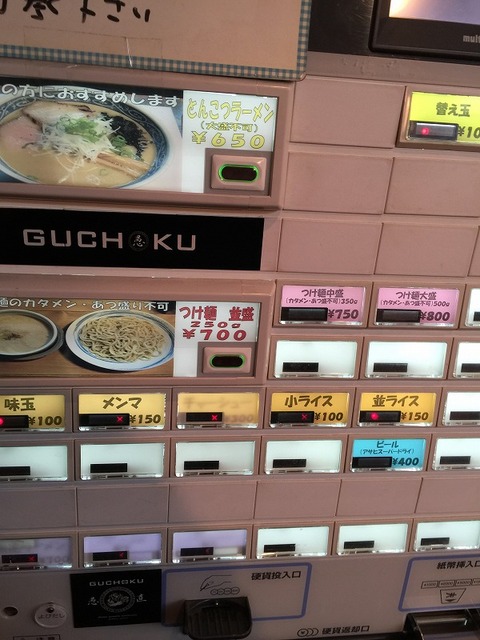 下さい
の方におすすめします
とんこつラーメン
(大盛不可)
¥650
替え玉
¥10
GUCHOKU
麺のカタメン・あつ盛り不可
つけ麺 並盛
250g
¥700
つけ麺中盛
(カタメン・あつ盛不可)350g
¥750
つけ麺大盛
(カタメン・あつ盛不可)500g
¥800
味玉
¥100
メンマ
¥150
小ライス
¥100
並ライス
¥150
ビール
(アサヒスーパードライ)
¥400
GUCHOKU
硬貨投入口
紙幣挿入口
硬貨返却口